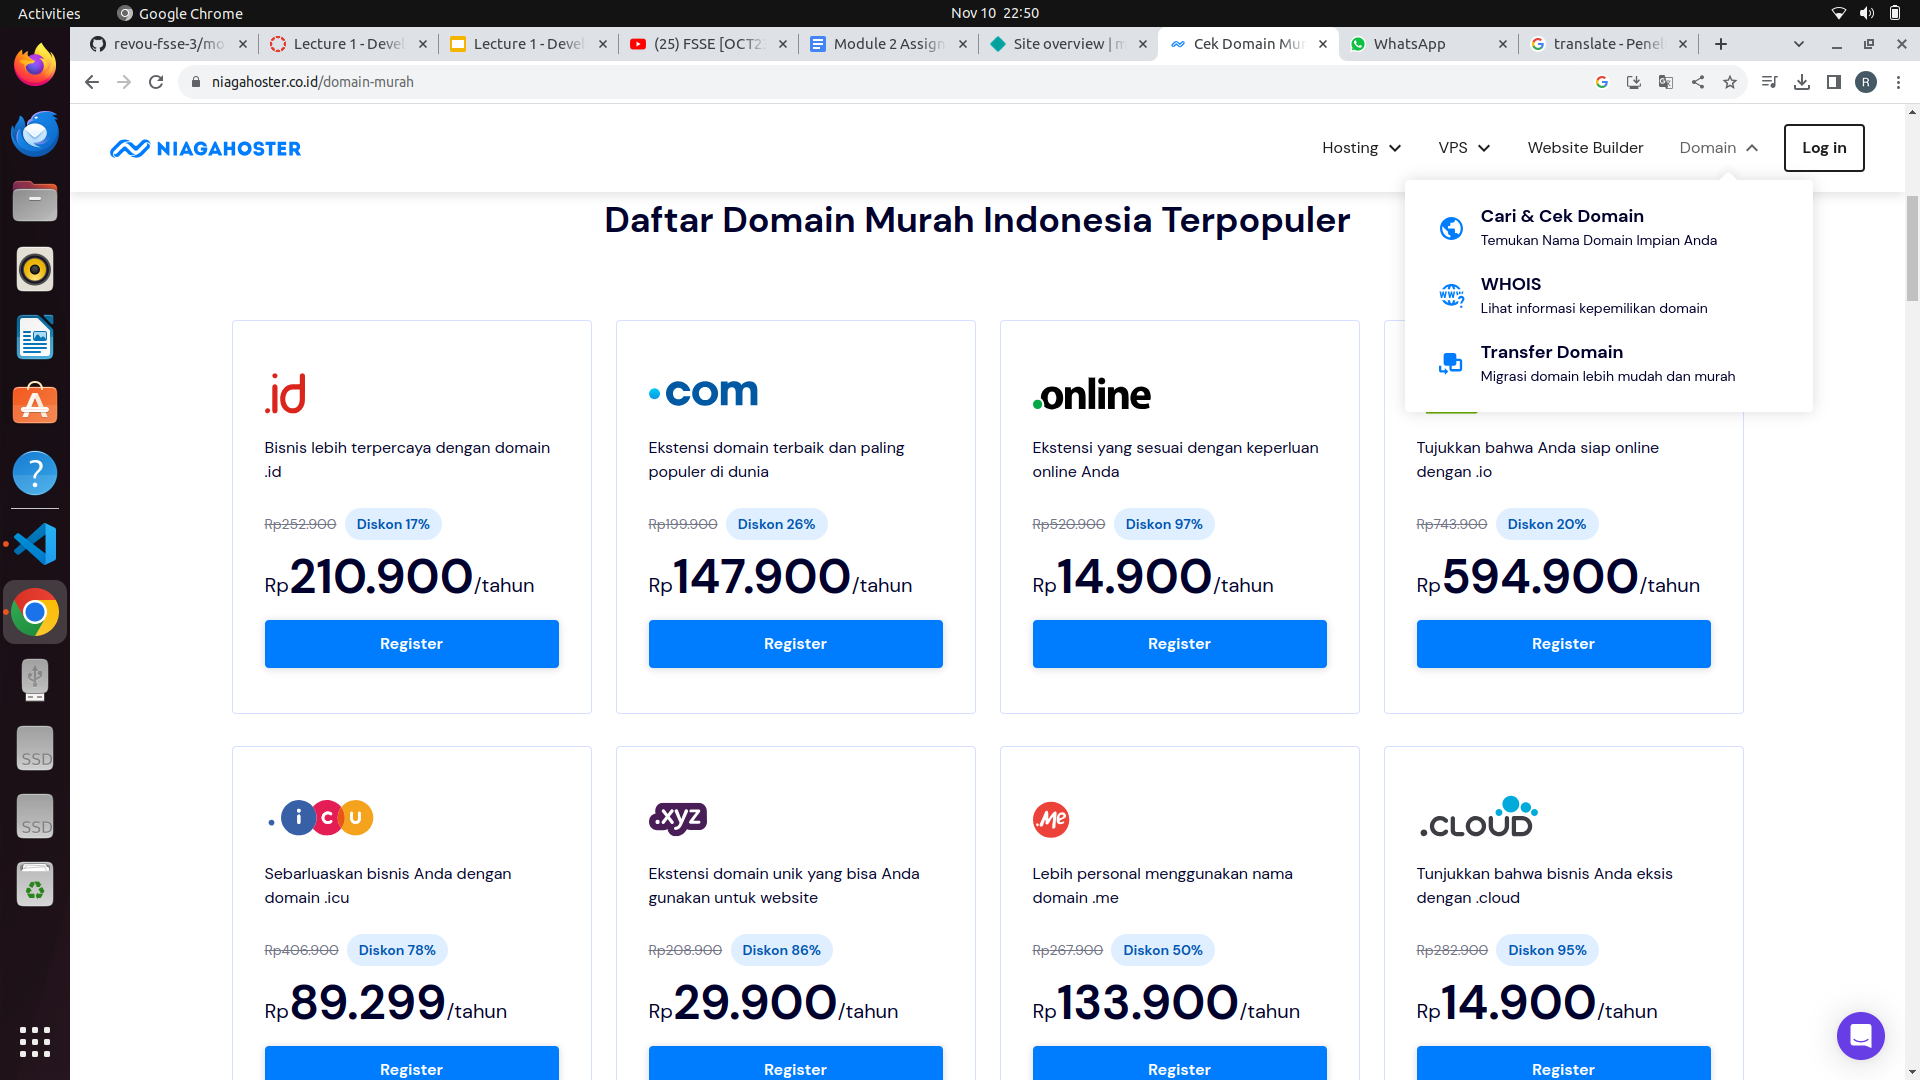 Activities
Google Chrome
Nov 10 22:50
revou-fsse-3/mo
Lecture 1 - Devel
Lecture 1 - Devel
(25) FSSE [OCT23
Module 2 Assign
Site overview | m
Cek Domain Mur
WhatsApp
translate - Penel
niagahoster.co.id/domain-murah
R
NIAGAHOSTER
Hosting
VPS
Website Builder
Domain
Log in
Cari & Cek Domain
Temukan Nama Domain Impian Anda
WHOIS
Lihat informasi kepemilikan domain
Transfer Domain
Migrasi domain lebih mudah dan murah
Daftar Domain Murah Indonesia Terpopuler
.id
Bisnis lebih terpercaya dengan domain
.id
Rp252.900 Diskon 17%
Rp210.900/tahun
Register
.com
Ekstensi domain terbaik dan paling
populer di dunia
Rp199.900 Diskon 26%
Rp147.900/tahun
Register
.online
Ekstensi yang sesuai dengan keperluan
online Anda
Rp520.900 Diskon 97%
Rp14.900/tahun
Register
Tujukkan bahwa Anda siap online
dengan .io
Rp743.900 Diskon 20%
Rp594.900/tahun
Register
.icu
Sebarluaskan bisnis Anda dengan
domain .icu
Rp406.900 Diskon 78%
Rp89.299/tahun
Register
.xyz
Ekstensi domain unik yang bisa Anda
gunakan untuk website
Rp208.900 Diskon 86%
Rp29.900/tahun
Register
.Me
Lebih personal menggunakan nama
domain .me
Rp267.900 Diskon 50%
Rp133.900/tahun
Register
.CLOUD
Tunjukkan bahwa bisnis Anda eksis
dengan .cloud
Rp282.900 Diskon 95%
Rp14.900/tahun
Register
SSD
SSD